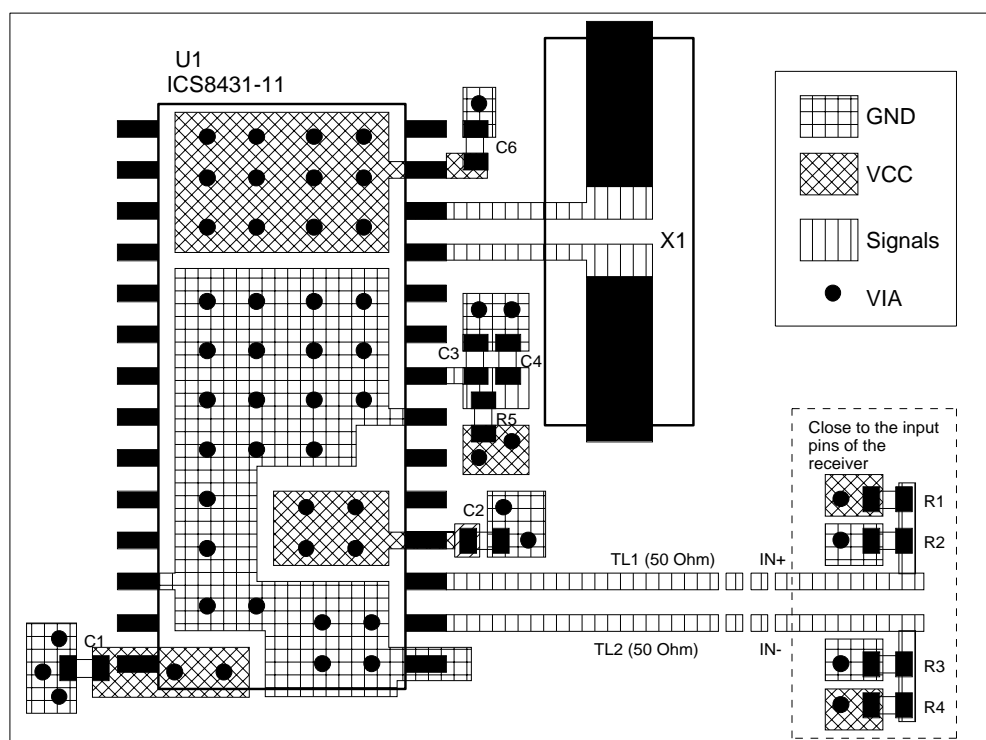 U1
ICS8431-11
C6
X1
GND
VCC
Signals
VIA
C3
C4
R5
Close to the input
pins of the
receiver
R1
C2
R2
TL1 (50 Ohm)
IN+
C1
TL2 (50 Ohm)
IN-
R3
R4